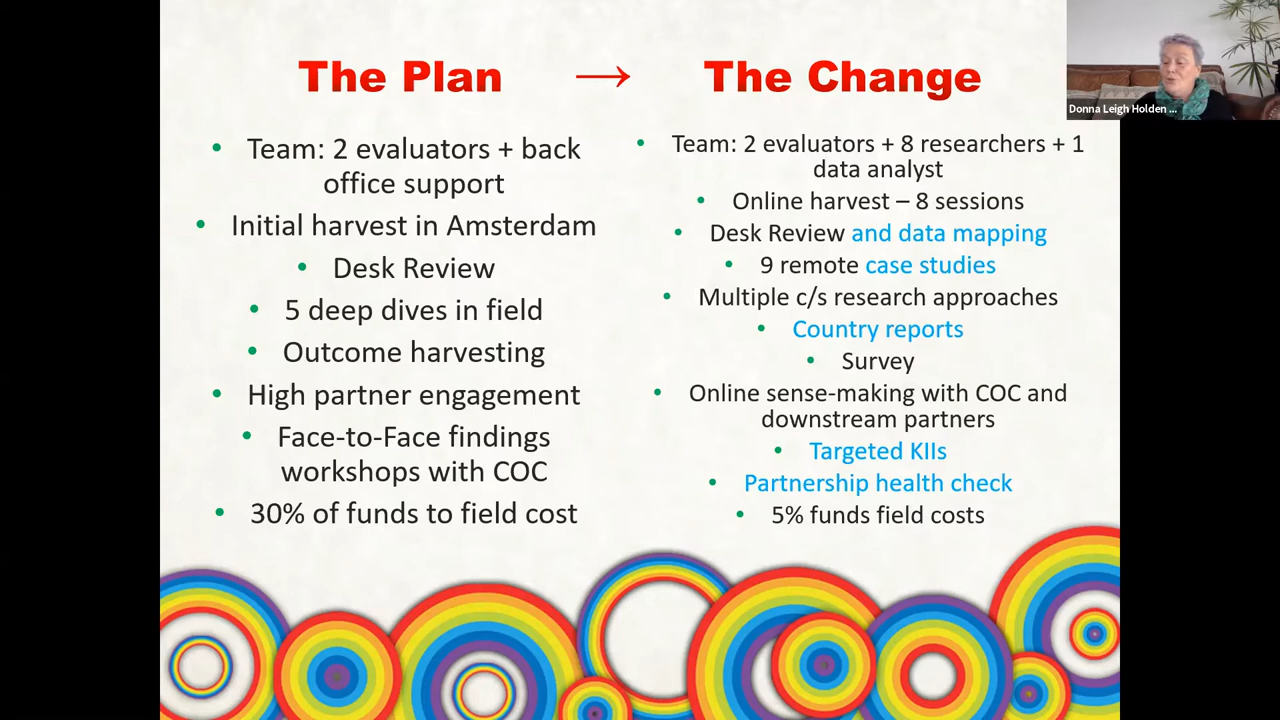 The Plan → The Change
• Team: 2 evaluators + back
office support
• Initial harvest in Amsterdam
• Desk Review
• 5 deep dives in field
• Outcome harvesting
• High partner engagement
• Face-to-Face findings
workshops with COC
• 30% of funds to field cost
• Team: 2 evaluators + 8 researchers + 1
data analyst
• Online harvest – 8 sessions
• Desk Review and data mapping
• 9 remote case studies
• Multiple c/s research approaches
• Country reports
• Survey
• Online sense-making with COC and
downstream partners
• Targeted KIIs
• Partnership health check
• 5% funds field costs
Donna Leigh Holden ...